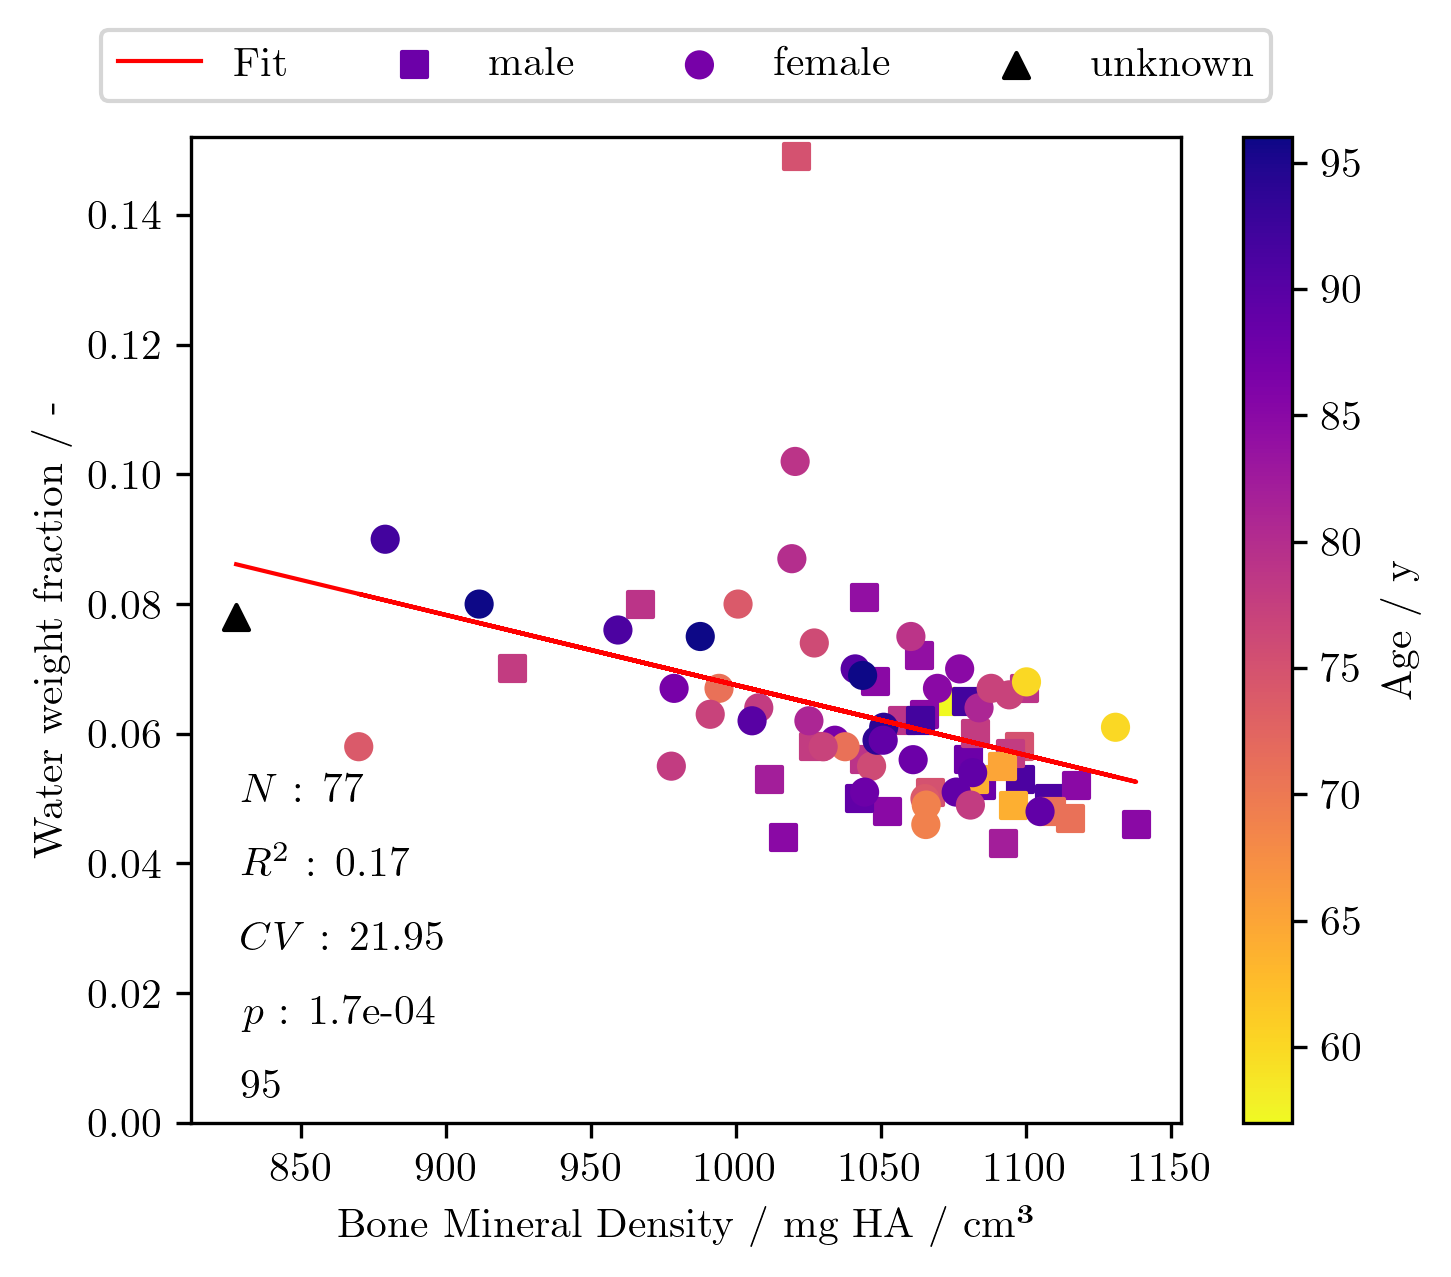 Fit male female unknown
0.14
0.12
0.10
0.08
0.06
0.04
0.02
0.00
Water weight fraction / -
N : 77
R² : 0.17
CV : 21.95
p : 1.7e-04
95
850 900 950 1000 1050 1100 1150
Bone Mineral Density / mg HA / cm³
95
90
85
80
75
70
65
60
Age / y